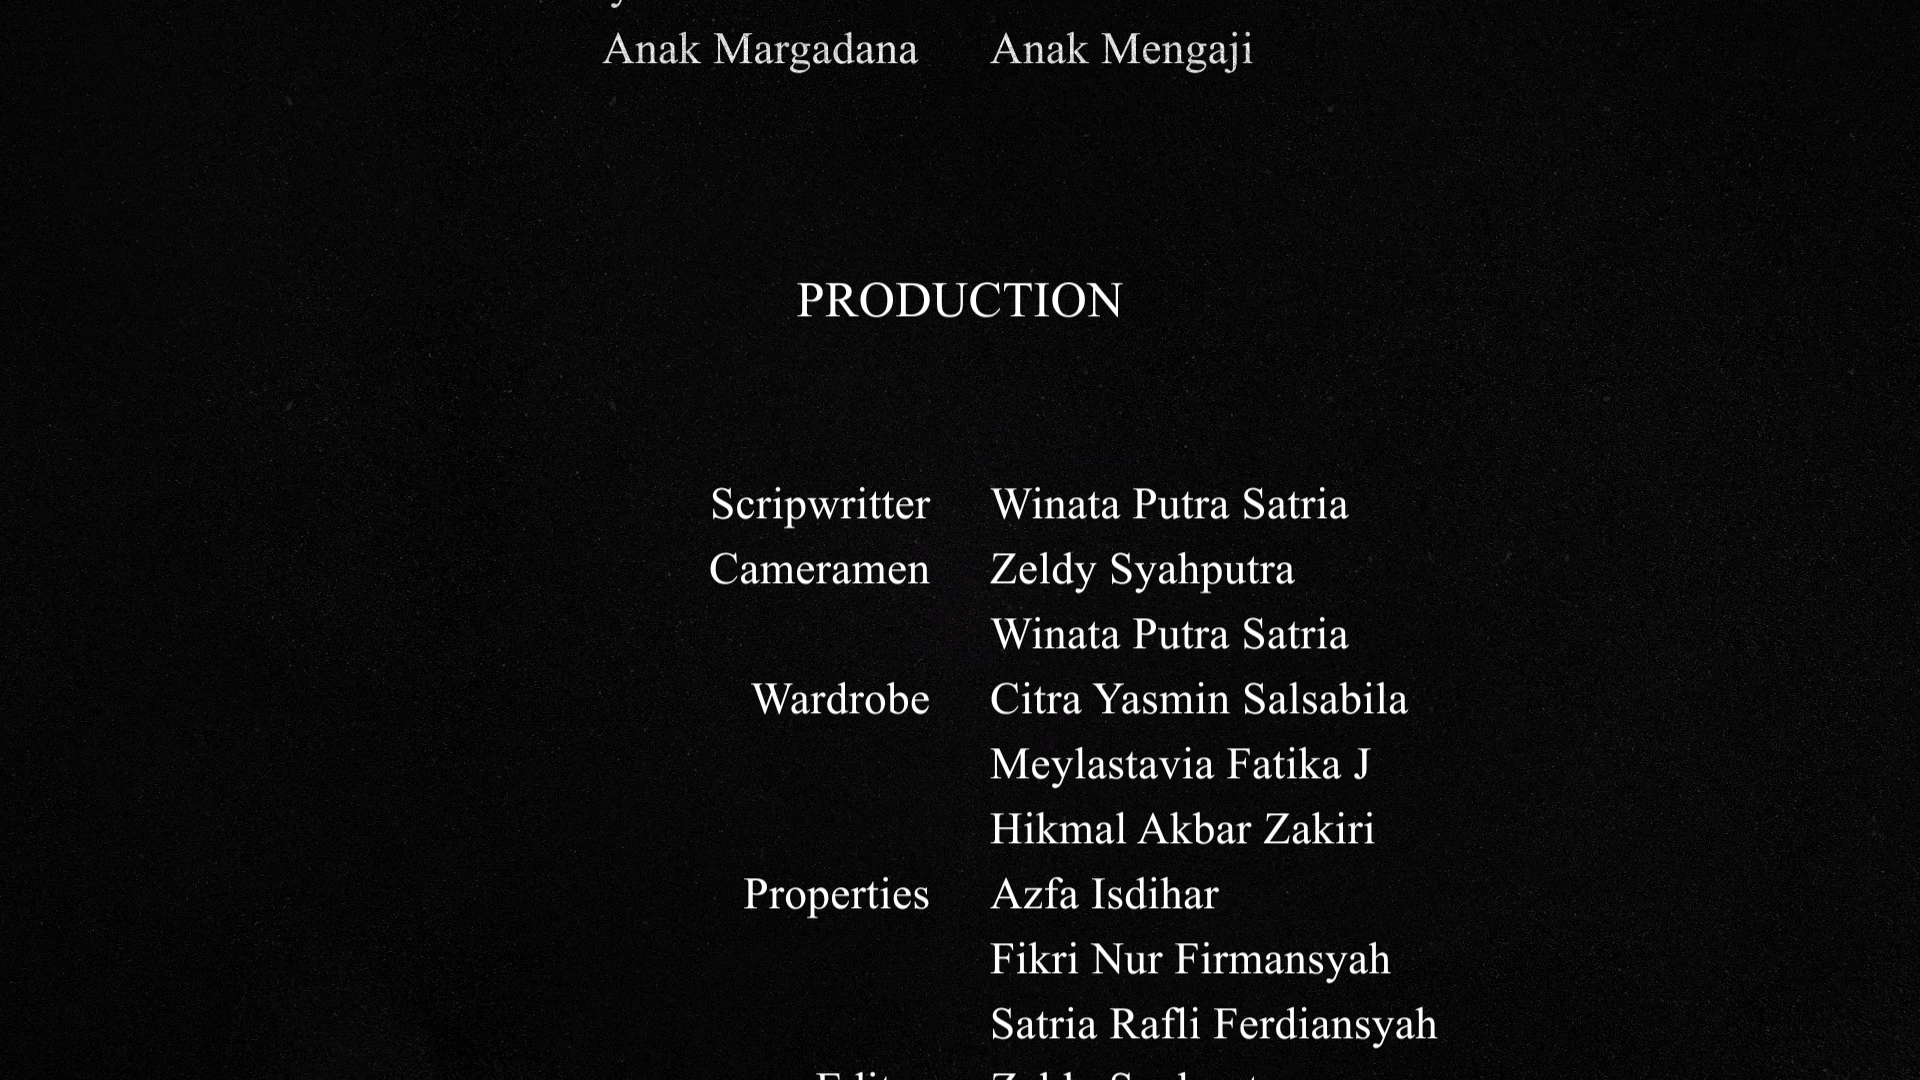 Anak Margadana Anak Mengaji
PRODUCTION
Scripwritter Winata Putra Satria
Cameramen Zeldy Syahputra
Winata Putra Satria
Wardrobe Citra Yasmin Salsabila
Meylastavia Fatika J
Hikmal Akbar Zakiri
Properties Azfa Isdihar
Fikri Nur Firmansyah
Satria Rafli Ferdiansyah